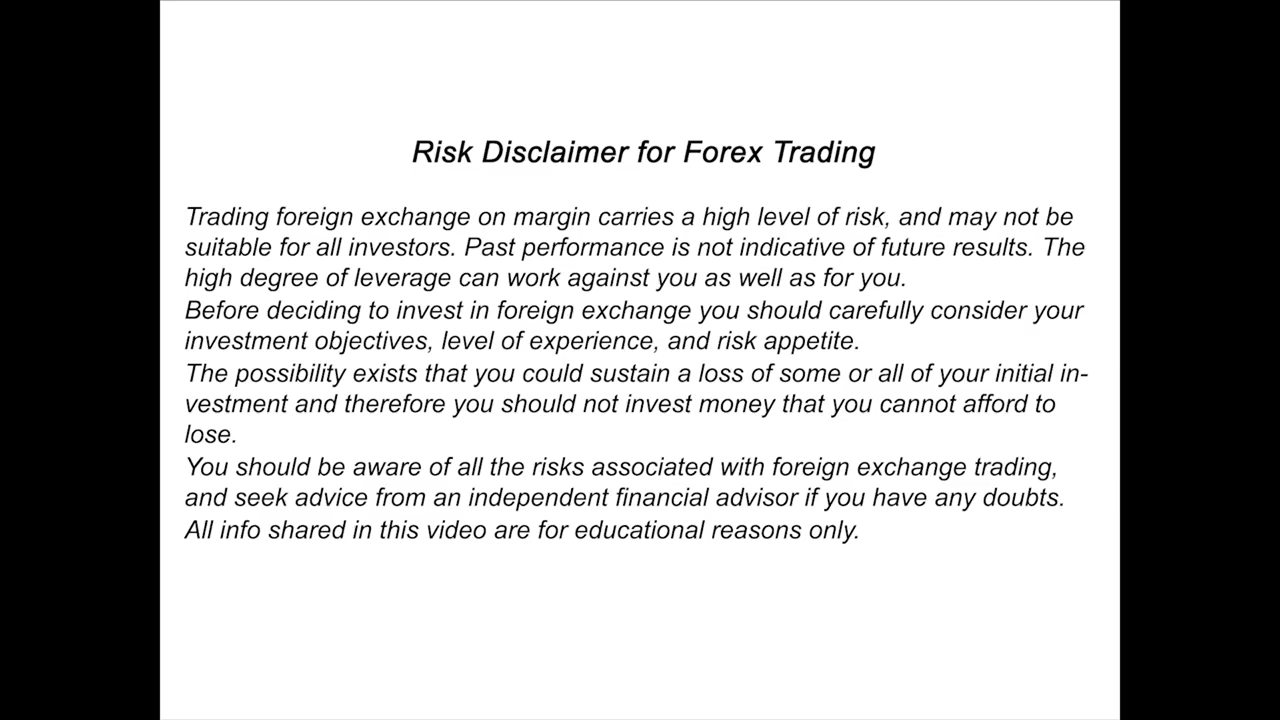 Risk Disclaimer for Forex Trading
Trading foreign exchange on margin carries a high level of risk, and may not be
suitable for all investors. Past performance is not indicative of future results. The
high degree of leverage can work against you as well as for you.
Before deciding to invest in foreign exchange you should carefully consider your
investment objectives, level of experience, and risk appetite.
The possibility exists that you could sustain a loss of some or all of your initial in-
vestment and therefore you should not invest money that you cannot afford to
lose.
You should be aware of all the risks associated with foreign exchange trading,
and seek advice from an independent financial advisor if you have any doubts.
All info shared in this video are for educational reasons only.